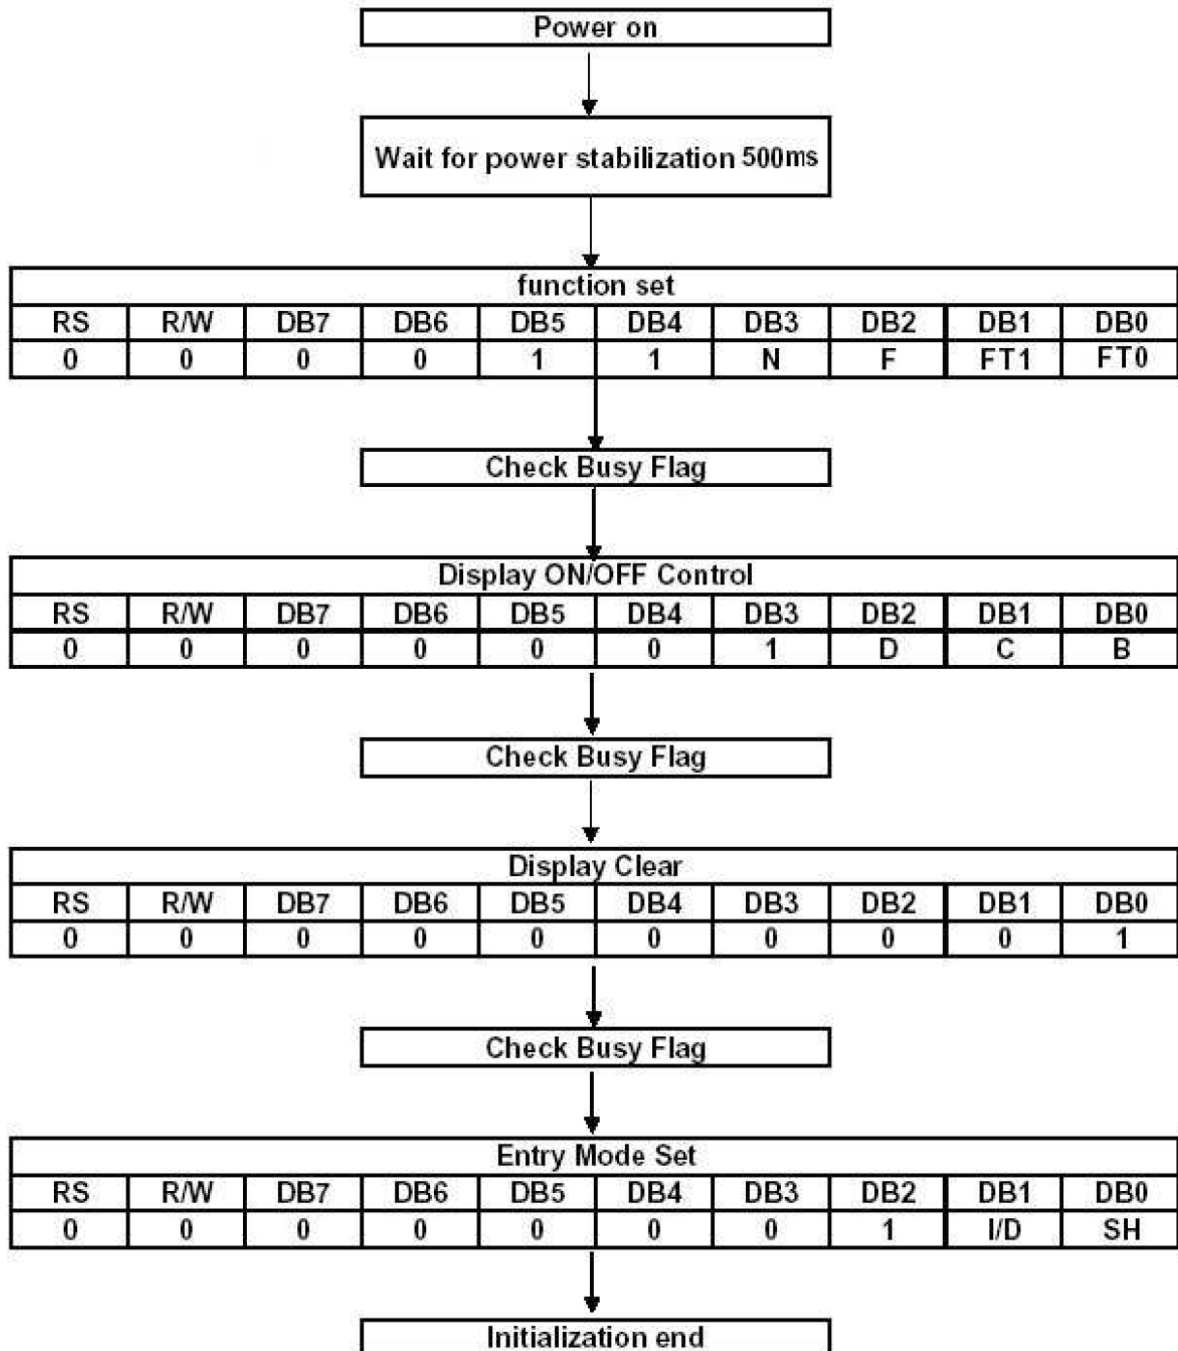 Power on
Wait for power stabilization 500ms
function set
RS R/W DB7 DB6 DB5 DB4 DB3 DB2 DB1 DB0
0 0 0 0 1 1 N F FT1 FT0
Check Busy Flag
Display ON/OFF Control
RS R/W DB7 DB6 DB5 DB4 DB3 DB2 DB1 DB0
0 0 0 0 0 0 1 D C B
Check Busy Flag
Display Clear
RS R/W DB7 DB6 DB5 DB4 DB3 DB2 DB1 DB0
0 0 0 0 0 0 0 0 0 1
Check Busy Flag
Entry Mode Set
RS R/W DB7 DB6 DB5 DB4 DB3 DB2 DB1 DB0
0 0 0 0 0 0 0 1 I/D SH
Initialization end